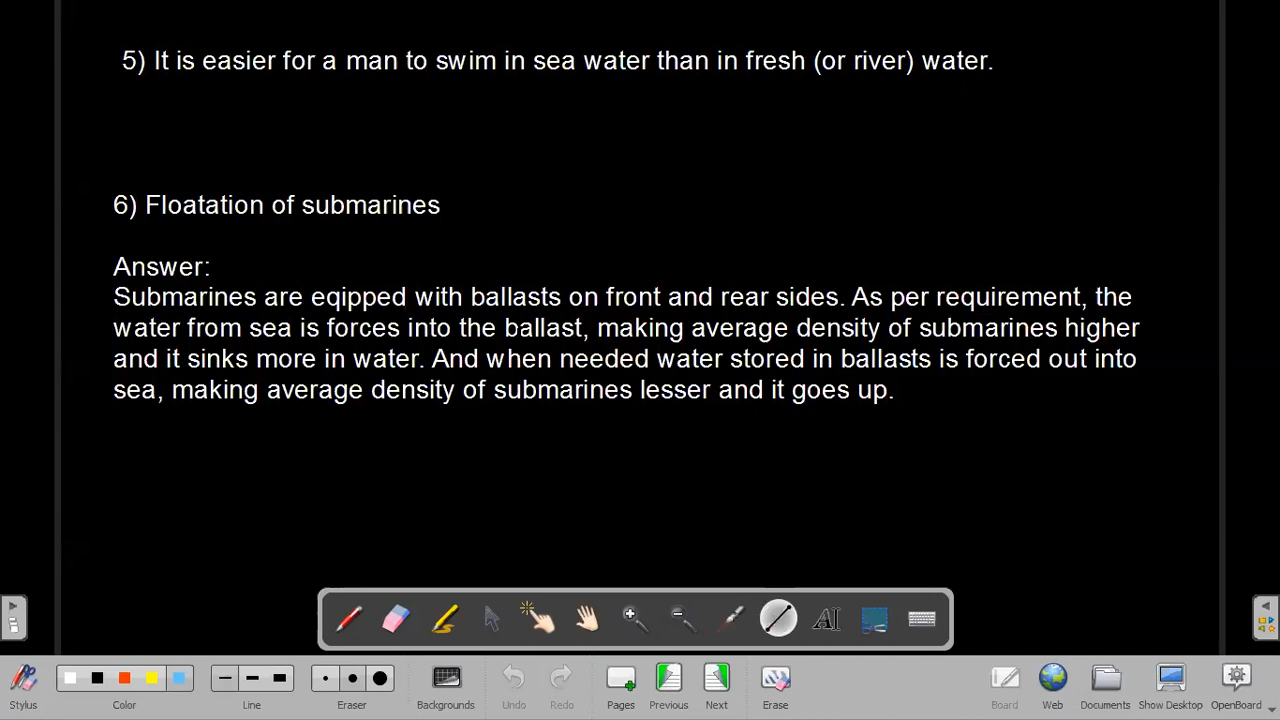 5) It is easier for a man to swim in sea water than in fresh (or river) water.
6) Floatation of submarines
Answer:
Submarines are eqipped with ballasts on front and rear sides. As per requirement, the
water from sea is forces into the ballast, making average density of submarines higher
and it sinks more in water. And when needed water stored in ballasts is forced out into
sea, making average density of submarines lesser and it goes up.
AI
Stylus Color Line Eraser Backgrounds Undo Redo Pages Previous Next Erase Board Web Documents Show Desktop OpenBoard